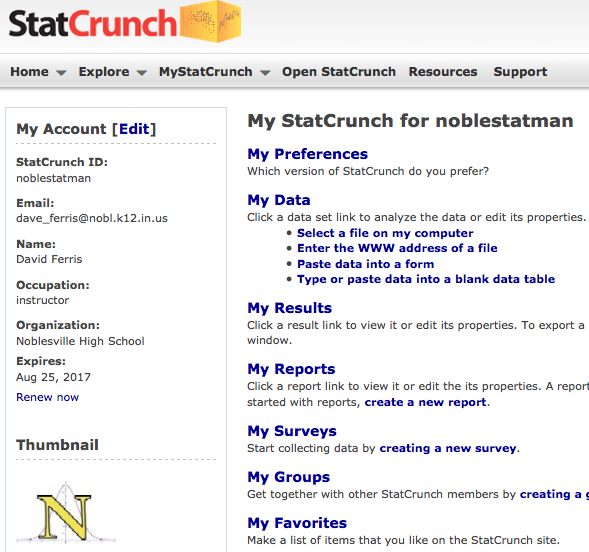 StatCrunch
Home Explore MyStatCrunch Open StatCrunch Resources Support
My Account [Edit]
StatCrunch ID:
noblestatman
Email:
dave_ferris@nobl.k12.in.us
Name:
David Ferris
Occupation:
instructor
Organization:
Noblesville High School
Expires:
Aug 25, 2017
Renew now
Thumbnail
N
My StatCrunch for noblestatman
My Preferences
Which version of StatCrunch do you prefer?
My Data
Click a data set link to analyze the data or edit its properties.
• Select a file on my computer
• Enter the WWW address of a file
• Paste data into a form
• Type or paste data into a blank data table
My Results
Click a result link to view it or edit its properties. To export a
window.
My Reports
Click a report link to view it or edit the its properties. A report
started with reports, create a new report.
My Surveys
Start collecting data by creating a new survey.
My Groups
Get together with other StatCrunch members by creating a g
My Favorites
Make a list of items that you like on the StatCrunch site.